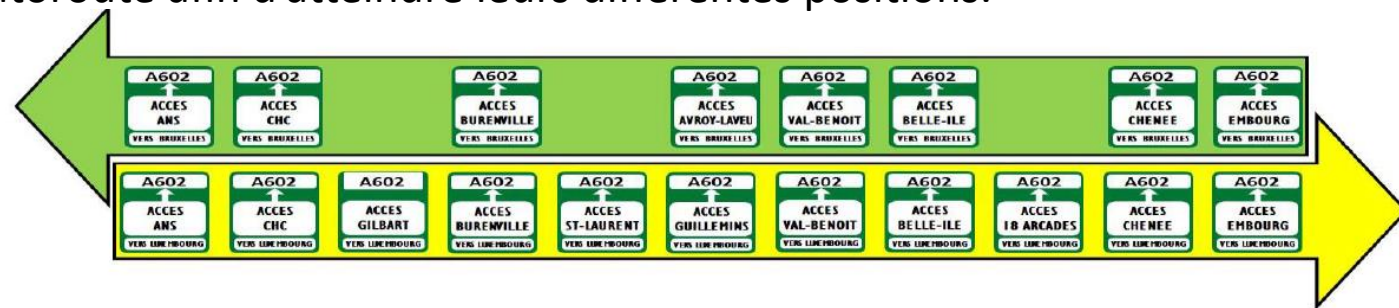 afin d'atteindre leurs différentes positions.
A602 A602 A602 A602 A602 A602 A602 A602
ACCES ACCES ACCES ACCES ACCES ACCES ACCES ACCES
ANS CHC BURENVILLE AVROY-LAVEU VAL-BENOIT BELLE-ILE CHENEE EMBOURG
VERS BRUXELLES VERS BRUXELLES VERS BRUXELLES VERS BRUXELLES VERS BRUXELLES VERS BRUXELLES VERS BRUXELLES VERS BRUXELLES
A602 A602 A602 A602 A602 A602 A602 A602 A602 A602 A602
ACCES ACCES ACCES ACCES ACCES ACCES ACCES ACCES ACCES ACCES ACCES
ANS CHC GILBART BURENVILLE ST-LAURENT GUILLEMINS VAL-BENOIT BELLE-ILE 18 ARCADES CHENEE EMBOURG
VERS LUXEMBOURG VERS LUXEMBOURG VERS LUXEMBOURG VERS LUXEMBOURG VERS LUXEMBOURG VERS LUXEMBOURG VERS LUXEMBOURG VERS LUXEMBOURG VERS LUXEMBOURG VERS LUXEMBOURG VERS LUXEMBOURG